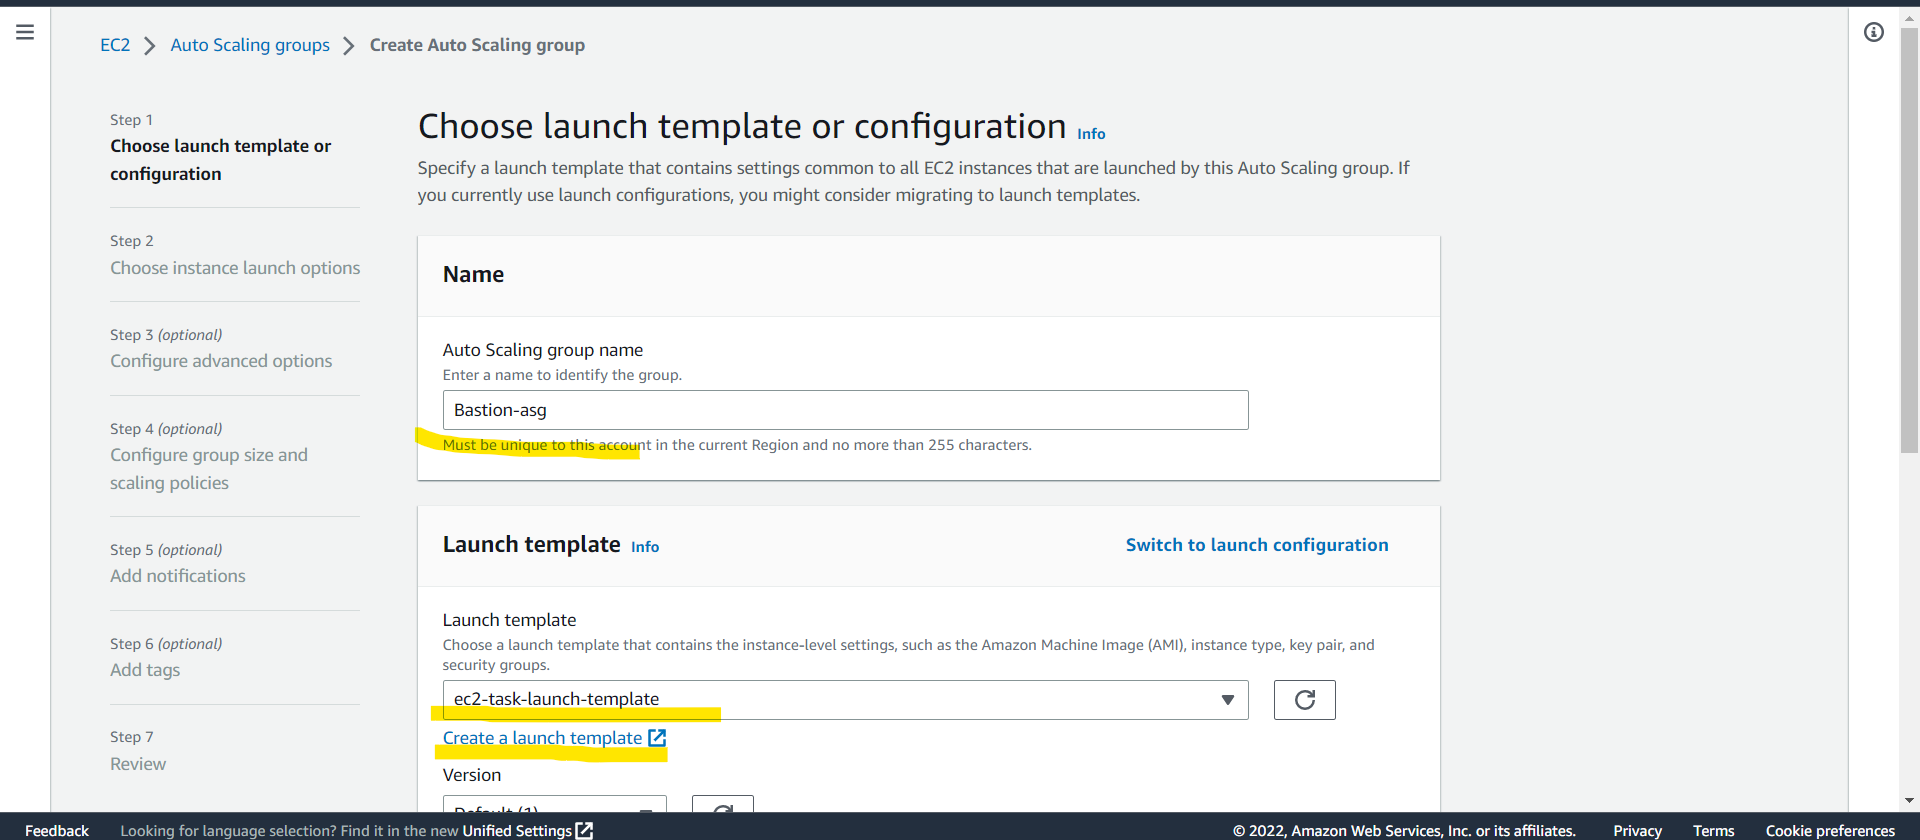 EC2 > Auto Scaling groups > Create Auto Scaling group
Step 1
Choose launch template or
configuration
Step 2
Choose instance launch options
Step 3 (optional)
Configure advanced options
Step 4 (optional)
Configure group size and
scaling policies
Step 5 (optional)
Add notifications
Step 6 (optional)
Add tags
Step 7
Review
Choose launch template or configuration Info
Specify a launch template that contains settings common to all EC2 instances that are launched by this Auto Scaling group. If
you currently use launch configurations, you might consider migrating to launch templates.
Name
Auto Scaling group name
Enter a name to identify the group.
Bastion-asg
Must be unique to this account in the current Region and no more than 255 characters.
Launch template Info
Switch to launch configuration
Launch template
Choose a launch template that contains the instance-level settings, such as the Amazon Machine Image (AMI), instance type, key pair, and
security groups.
ec2-task-launch-template
Create a launch template
Version
Default (1)
Feedback
Looking for language selection? Find it in the new Unified Settings
© 2022, Amazon Web Services, Inc. or its affiliates.
Privacy
Terms
Cookie preferences